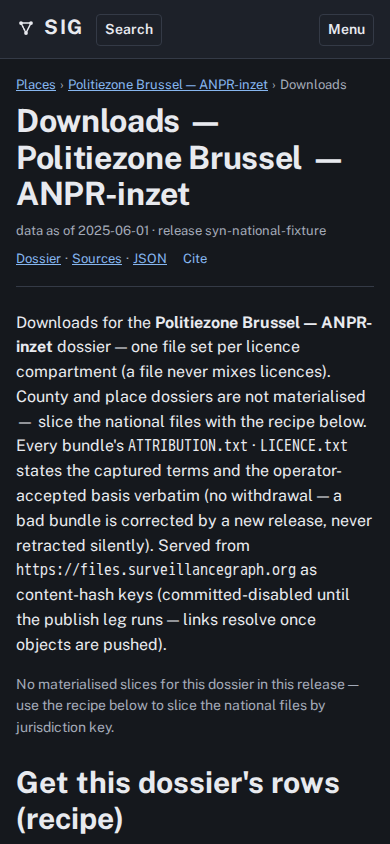 SIG Search Menu
Places › Politiezone Brussel — ANPR-inzet › Downloads
Downloads —
Politiezone Brussel —
ANPR-inzet
data as of 2025-06-01 · release syn-national-fixture
Dossier · Sources · JSON Cite
Downloads for the Politiezone Brussel — ANPR-
inzet dossier — one file set per licence
compartment (a file never mixes licences).
County and place dossiers are not materialised
— slice the national files with the recipe below.
Every bundle's ATTRIBUTION.txt · LICENCE.txt
states the captured terms and the operator-
accepted basis verbatim (no withdrawal — a
bad bundle is corrected by a new release, never
retracted silently). Served from
https://files.surveillancegraph.org as
content-hash keys (committed-disabled until
the publish leg runs — links resolve once
objects are pushed).
No materialised slices for this dossier in this release —
use the recipe below to slice the national files by
jurisdiction key.
Get this dossier's rows
(recipe)